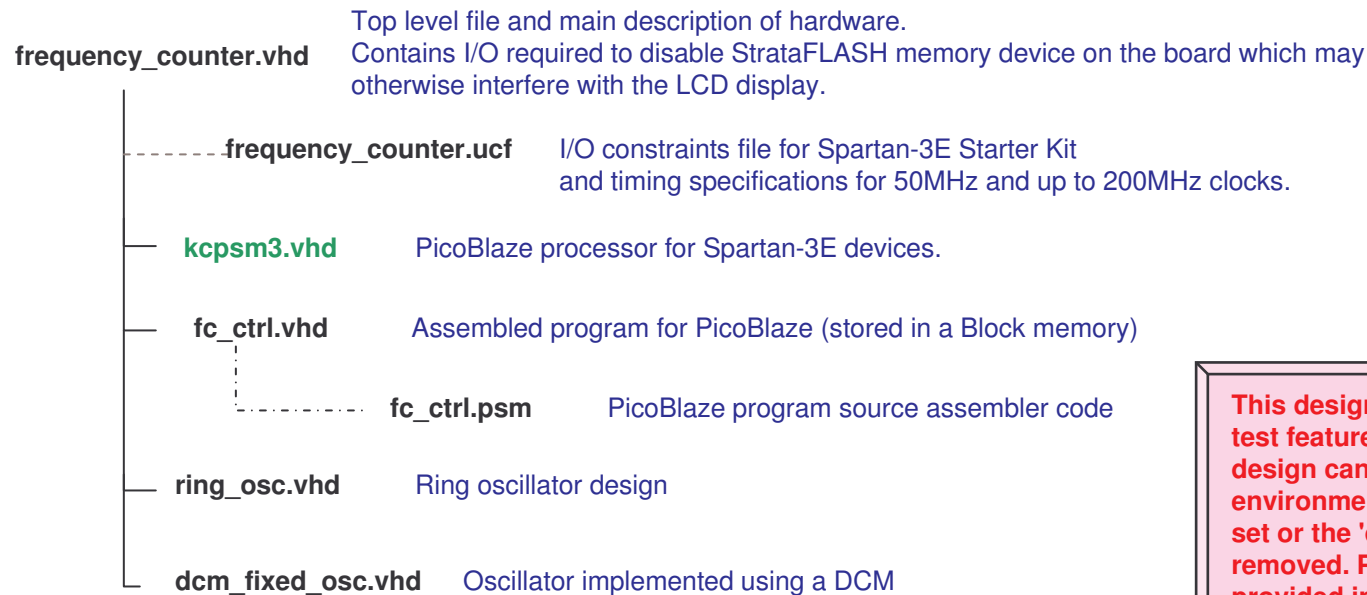 Top level file and main description of hardware.
frequency_counter.vhd
Contains I/O required to disable StrataFLASH memory device on the board which may
otherwise interfere with the LCD display.
frequency_counter.ucf
I/O constraints file for Spartan-3E Starter Kit
and timing specifications for 50MHz and up to 200MHz clocks.
kcpsm3.vhd
PicoBlaze processor for Spartan-3E devices.
fc_ctrl.vhd
Assembled program for PicoBlaze (stored in a Block memory)
fc_ctrl.psm
PicoBlaze program source assembler code
ring_osc.vhd
Ring oscillator design
dcm_fixed_osc.vhd
Oscillator implemented using a DCM
This design
test feature
design can
environme
set or the '
removed. P
provided i